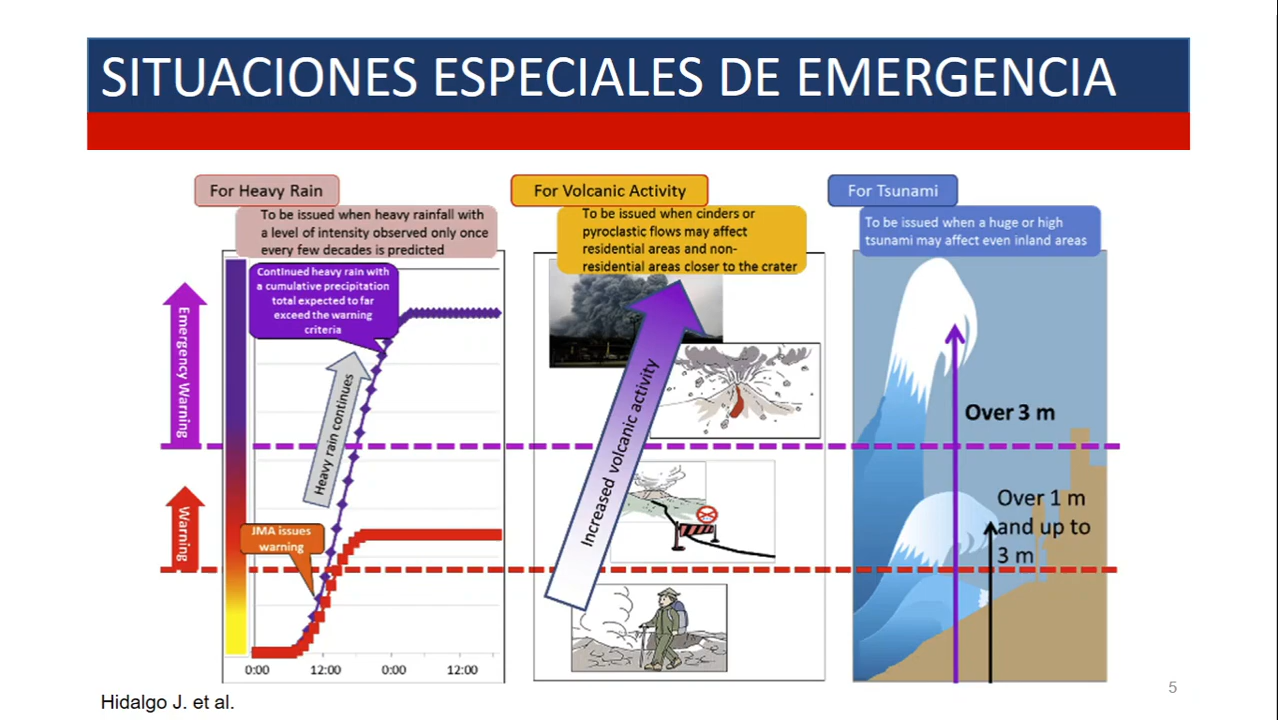 SITUACIONES ESPECIALES DE EMERGENCIA
For Heavy Rain
To be issued when heavy rainfall with
a level of intensity observed only once
every few decades is predicted
Continued heavy rain with
a cumulative precipitation
total expected to far
exceed the warning
criteria
Emergency Warning
Heavy rain continues
Warning
JMA issues
warning
0:00
12:00
0:00
12:00
For Volcanic Activity
To be issued when cinders or
pyroclastic flows may affect
residential areas and non-
residential areas closer to the crater
Increased volcanic activity
For Tsunami
To be issued when a huge or high
tsunami may affect even inland areas
Over 3 m
Over 1 m
and up to
3 m
Hidalgo J. et al.
5